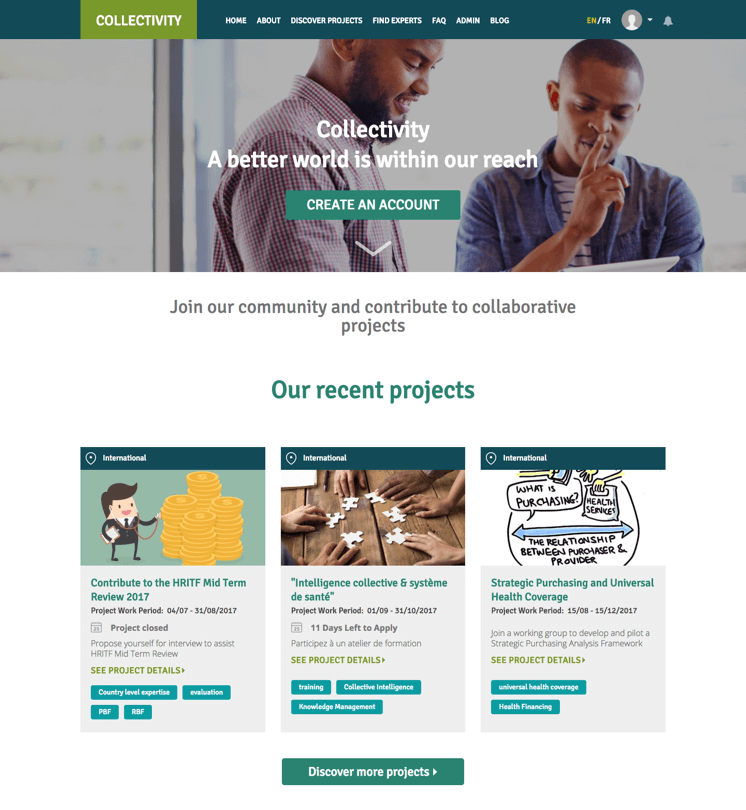 COLLECTIVITY
HOME ABOUT DISCOVER PROJECTS FIND EXPERTS FAQ ADMIN BLOG
EN/FR
Collectivity
A better world is within our reach
CREATE AN ACCOUNT
Join our community and contribute to collaborative
projects
Our recent projects
International
Contribute to the HRITF Mid Term
Review 2017
Project Work Period: 04/07 - 31/08/2017
25
Project closed
Propose yourself for interview to assist
HRITF Mid Term Review
SEE PROJECT DETAILS
Country level expertise evaluation
PBF RBF
International
"Intelligence collective & système
de santé"
Project Work Period: 01/09 - 31/10/2017
25
11 Days Left to Apply
Participez à un atelier de formation
SEE PROJECT DETAILS
training Collective Intelligence
Knowledge Management
International
WHAT IS
PURCHASING?
HEALTH
SERVICES
THE RELATIONSHIP
BETWEEN PURCHASER &
PROVIDER
Strategic Purchasing and Universal
Health Coverage
Project Work Period: 15/08 - 15/12/2017
Join a working group to develop and pilot a
Strategic Purchasing Analysis Framework
SEE PROJECT DETAILS
universal health coverage
Health Financing
Discover more projects